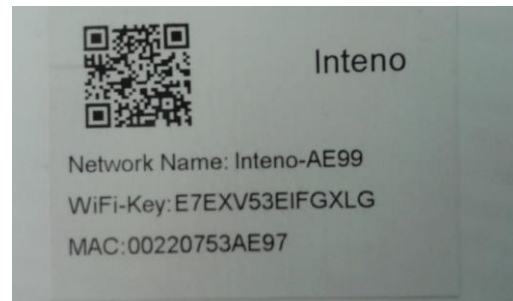 Inteno
Network Name: Inteno-AE99
WiFi-Key:E7EXV53EIFGXLG
MAC:00220753AE97